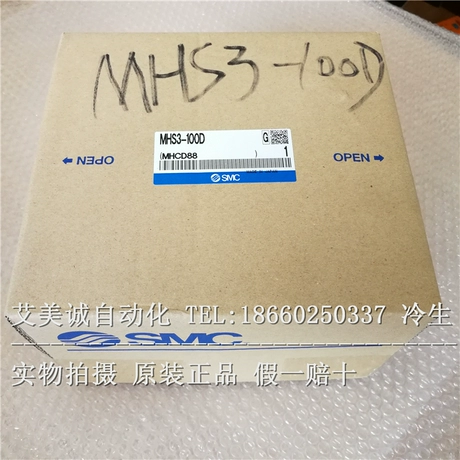 MHS3-100D
MHS3-100D G 1
(MHCD88 )
SMC
OPEN OPEN
艾美诚自动化 TEL:18660250337 冷生
SMC
实物拍摄 原装正品 假一赔十